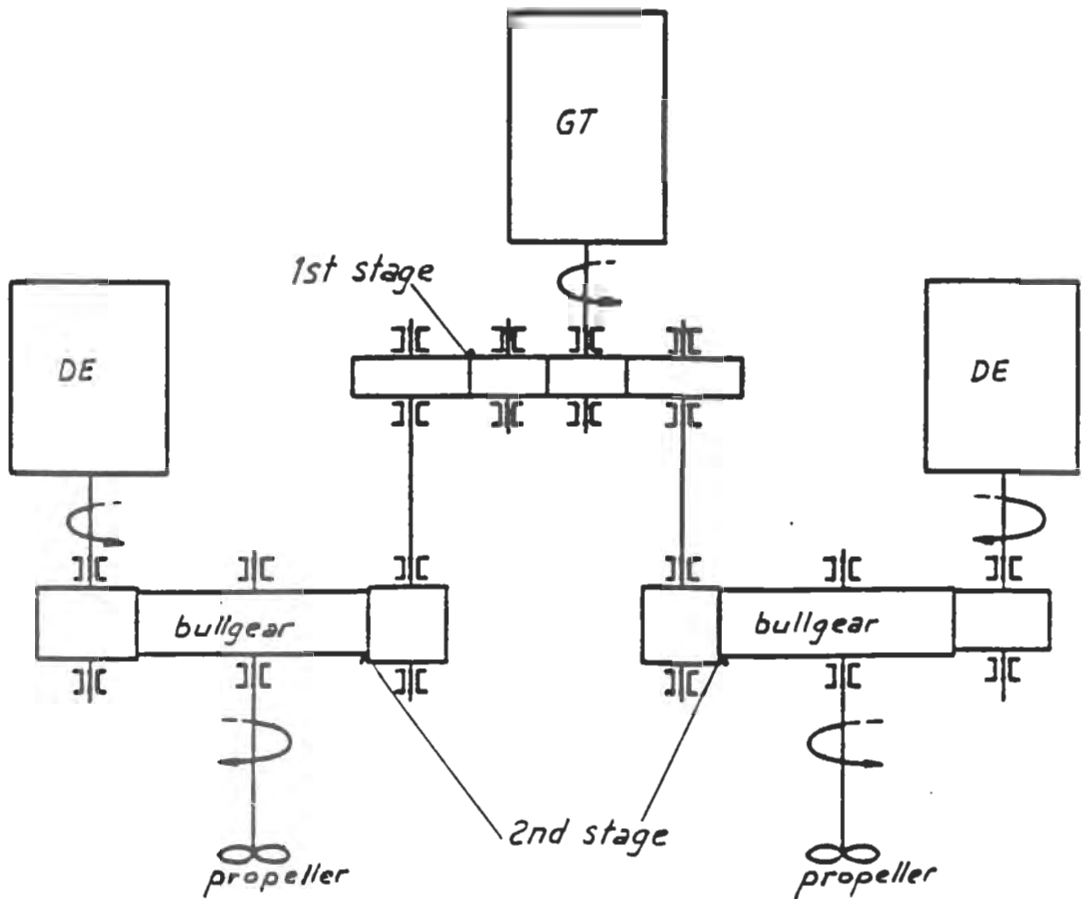 GT
1st stage
DE
DE
bullgear
bullgear
2nd stage
propeller
propeller